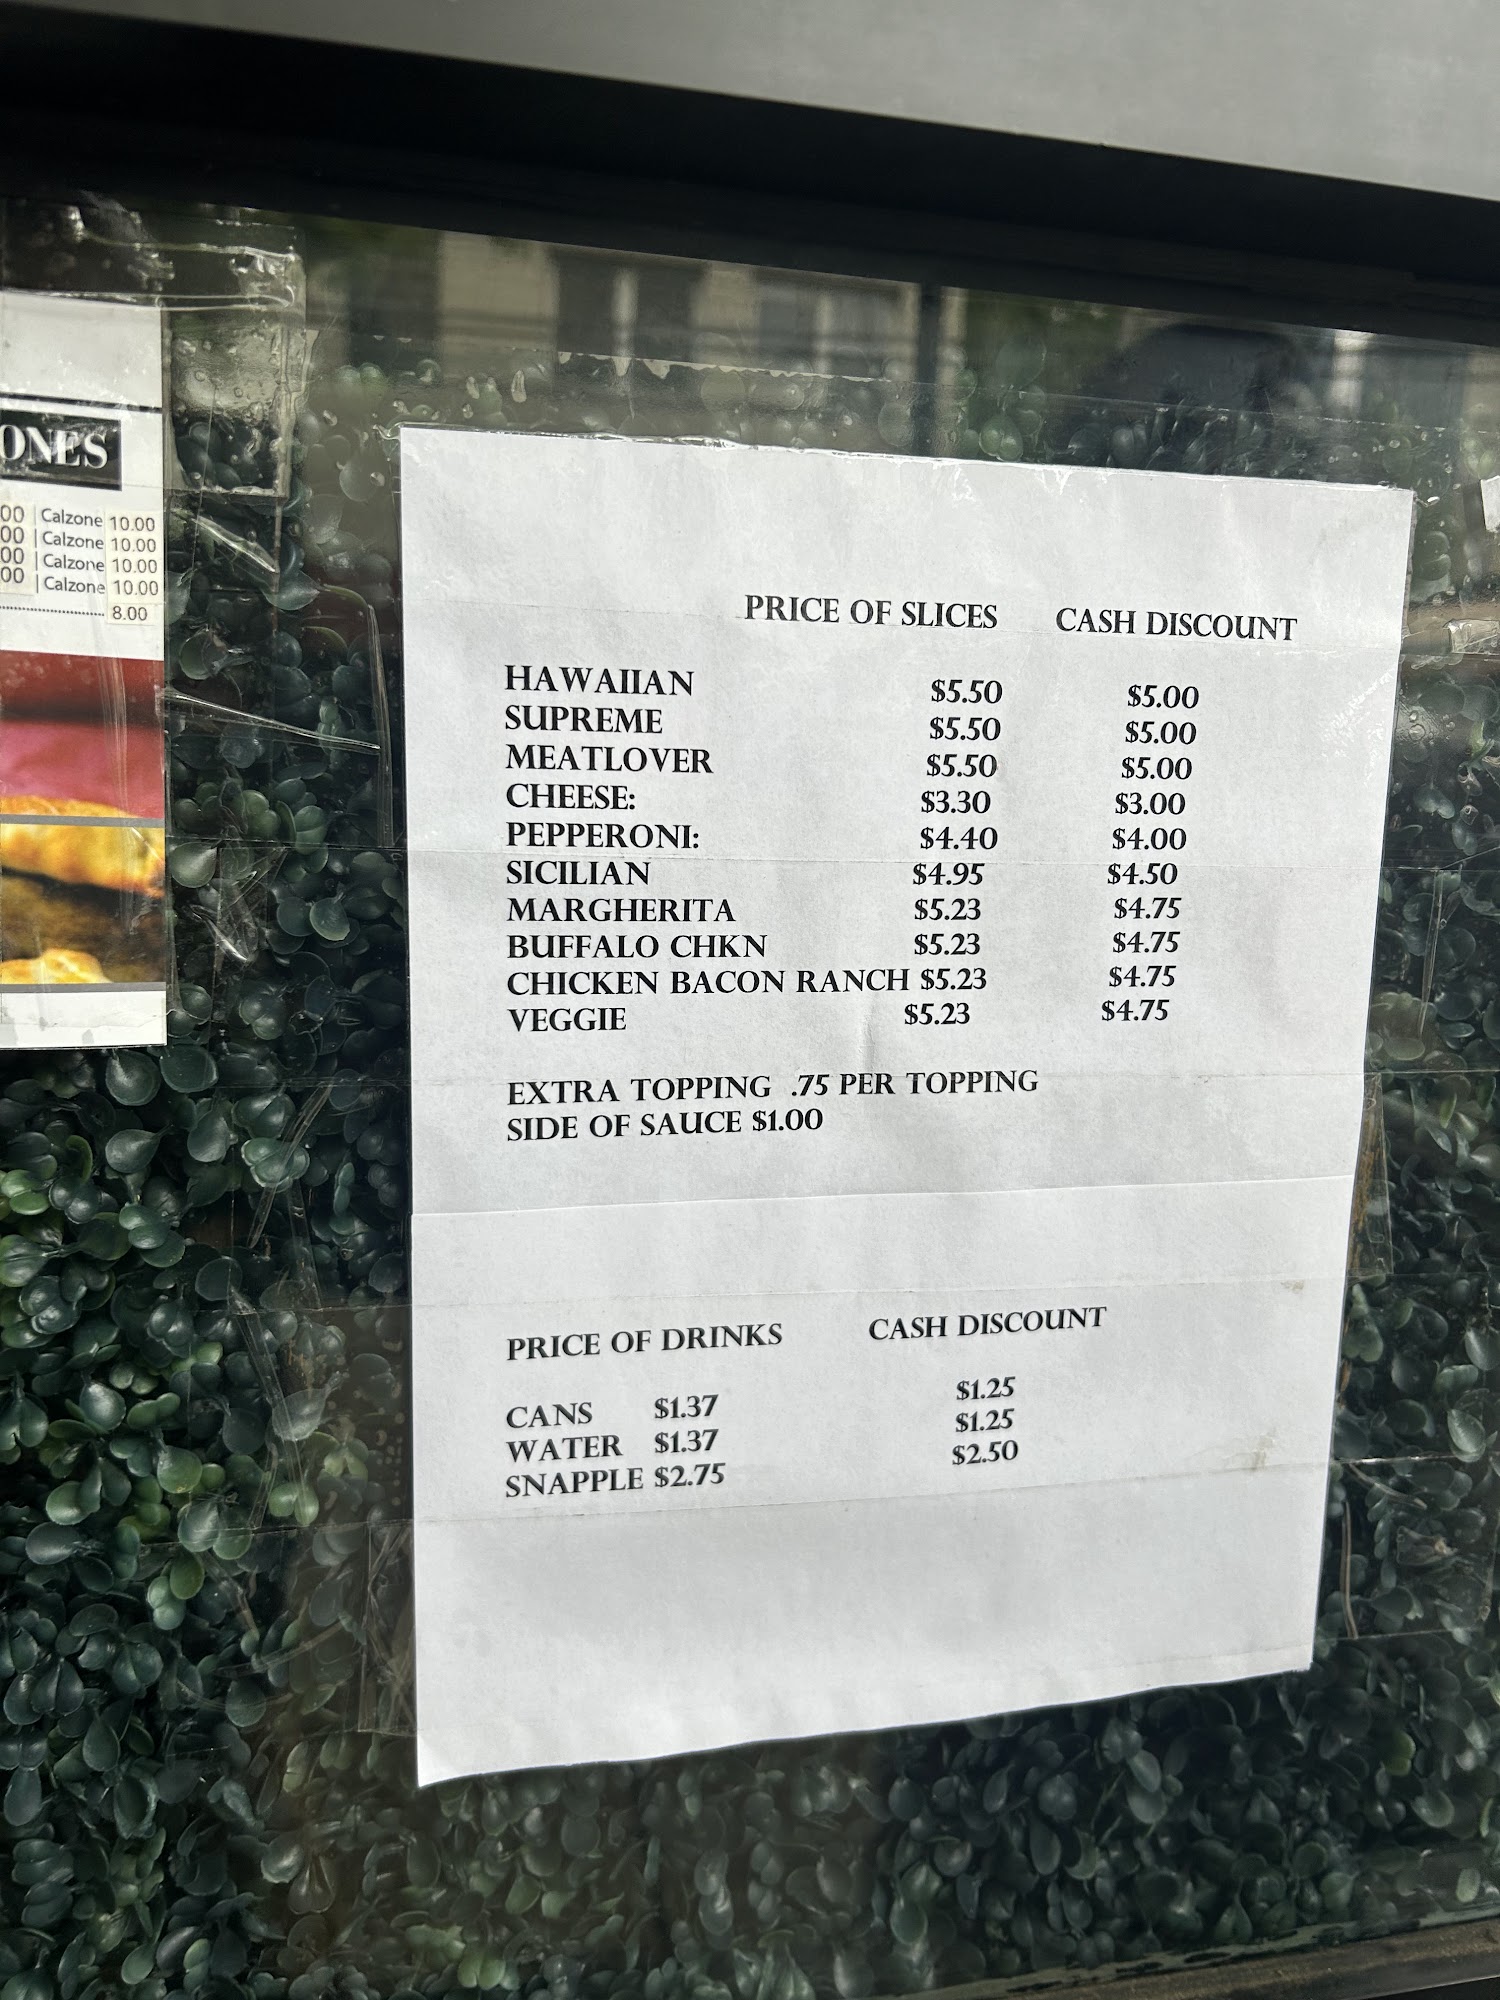 ONES
00 | Calzone 10.00
00 | Calzone 10.00
00 | Calzone 10.00
00 | Calzone 10.00
8.00
PRICE OF SLICES CASH DISCOUNT
HAWAIIAN $5.50 $5.00
SUPREME $5.50 $5.00
MEATLOVER $5.50 $5.00
CHEESE: $3.30 $3.00
PEPPERONI: $4.40 $4.00
SICILIAN $4.95 $4.50
MARGHERITA $5.23 $4.75
BUFFALO CHKN $5.23 $4.75
CHICKEN BACON RANCH $5.23 $4.75
VEGGIE $5.23 $4.75
EXTRA TOPPING .75 PER TOPPING
SIDE OF SAUCE $1.00
PRICE OF DRINKS CASH DISCOUNT
CANS $1.37 $1.25
WATER $1.37 $1.25
SNAPPLE $2.75 $2.50